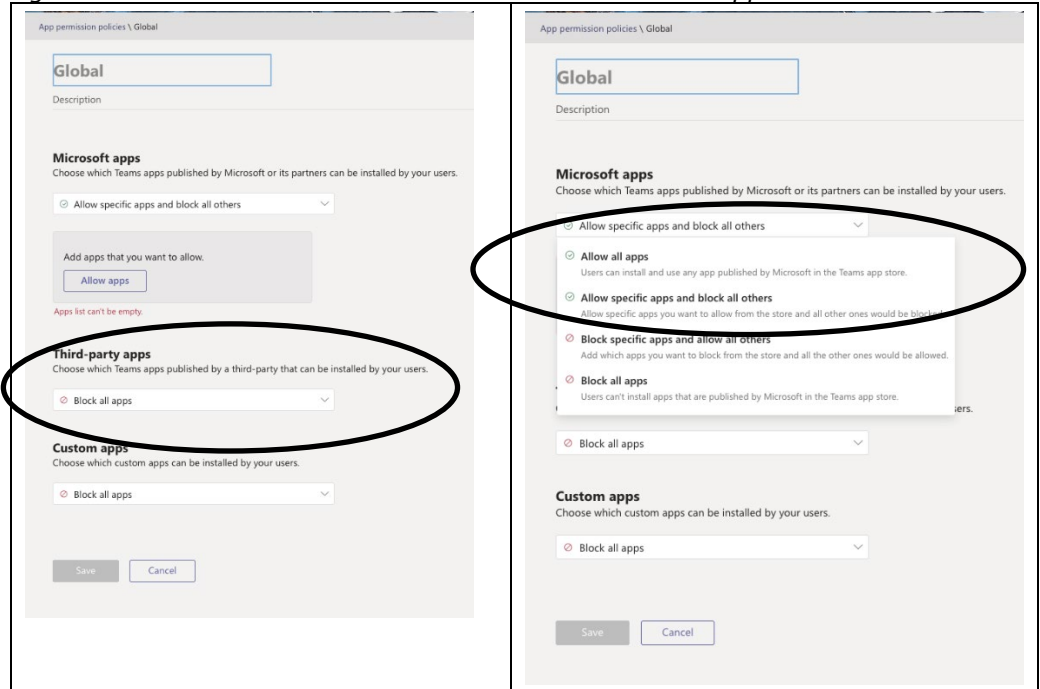 App permission policies \ Global
Global
Description
Microsoft apps
Choose which Teams apps published by Microsoft or its partners can be installed by your users.
Allow specific apps and block all others
Add apps that you want to allow.
Allow apps
Apps list can't be empty.
Third-party apps
Choose which Teams apps published by a third-party that can be installed by your users.
Block all apps
Custom apps
Choose which custom apps can be installed by your users.
Block all apps
Save Cancel
App permission policies \ Global
Global
Description
Microsoft apps
Choose which Teams apps published by Microsoft or its partners can be installed by your users.
Allow specific apps and block all others
Allow all apps
Users can install and use any app published by Microsoft in the Teams app store.
Allow specific apps and block all others
Allow specific apps you want to allow from the store and all other ones would be blocked.
Block specific apps and allow all others
Add which apps you want to block from the store and all the other ones would be allowed.
Block all apps
Users can't install apps that are published by Microsoft in the Teams app store.
Block all apps
Custom apps
Choose which custom apps can be installed by your users.
Block all apps
Save Cancel